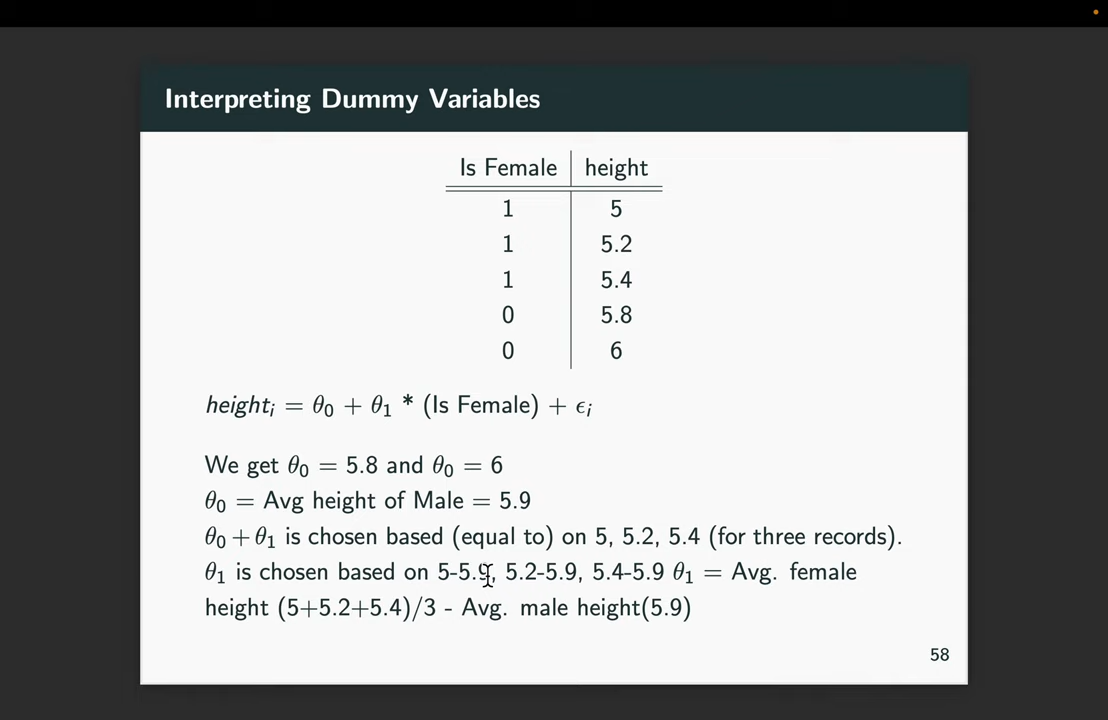 Interpreting Dummy Variables
Is Female height
1 5
1 5.2
1 5.4
0 5.8
0 6
heightᵢ = θ₀ + θ₁ * (Is Female) + ϵᵢ
We get θ₀ = 5.8 and θ₀ = 6
θ₀ = Avg height of Male = 5.9
θ₀ + θ₁ is chosen based (equal to) on 5, 5.2, 5.4 (for three records).
θ₁ is chosen based on 5-5.9, 5.2-5.9, 5.4-5.9 θ₁ = Avg. female
height (5+5.2+5.4)/3 - Avg. male height(5.9)
58